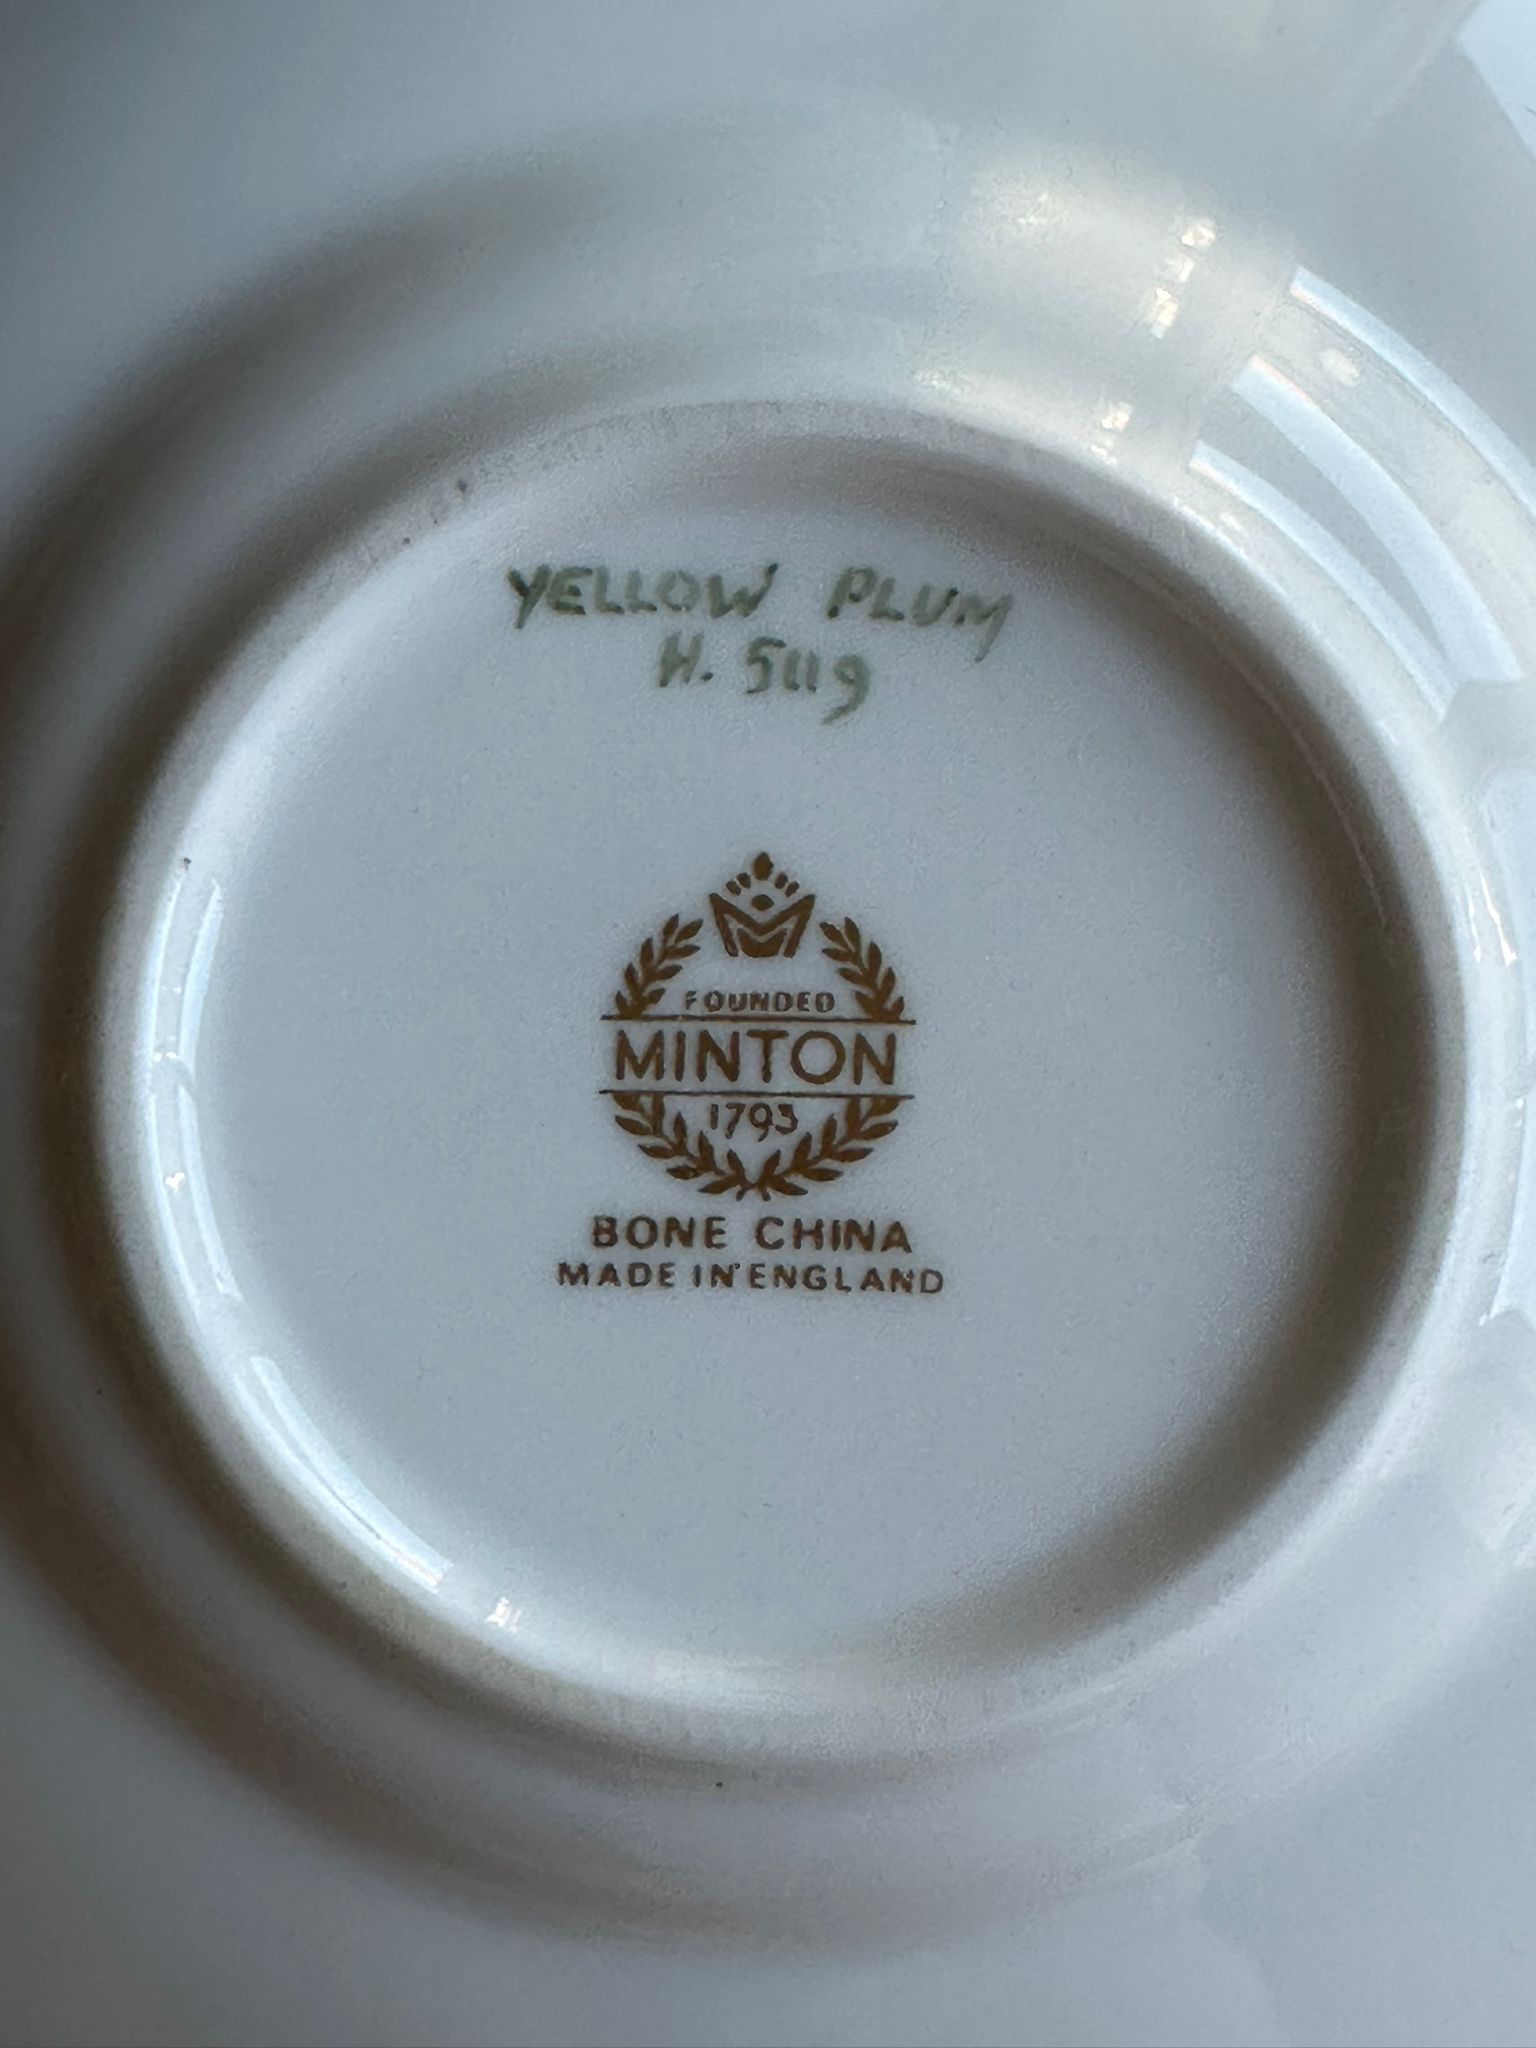 YELLOW PLUM
H. 5119
FOUNDED
MINTON
1793
BONE CHINA
MADE IN ENGLAND